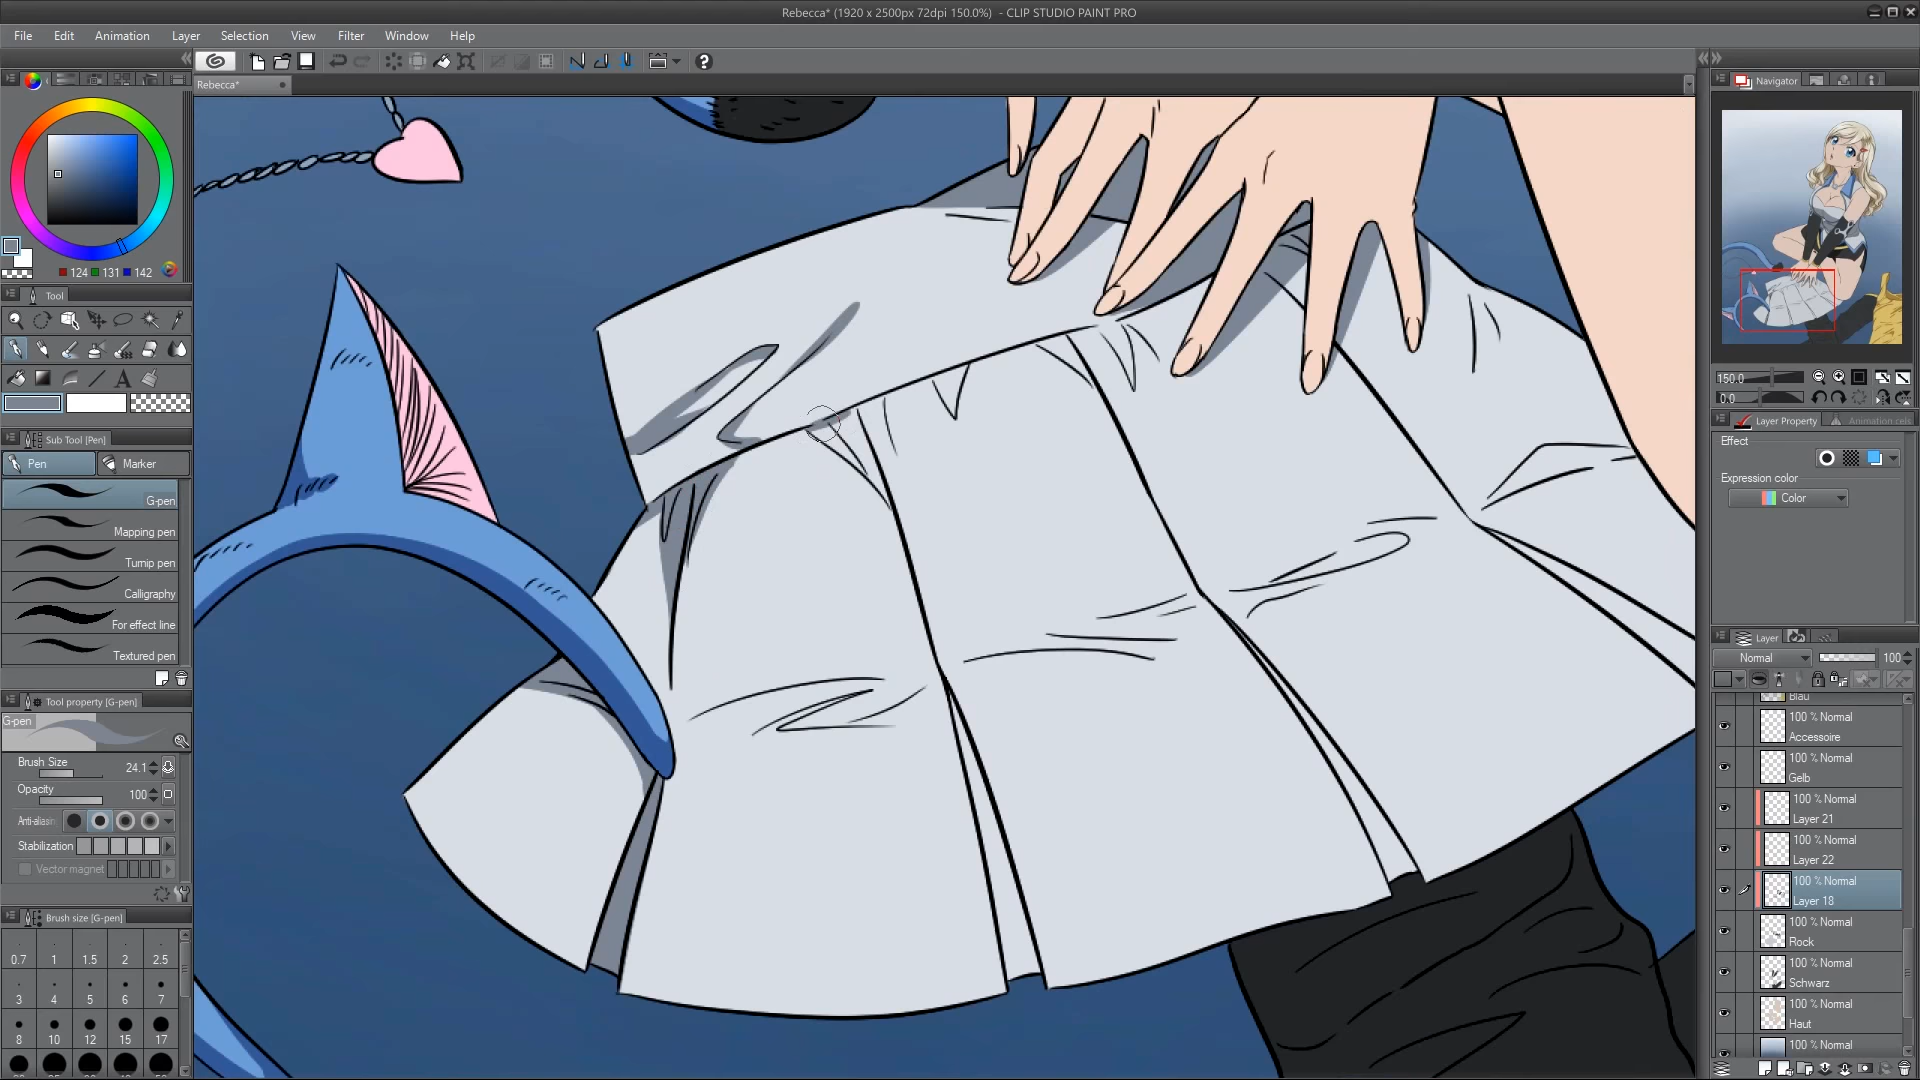 Rebecca* (1920 x 2500px 72dpi 150.0%) - CLIP STUDIO PAINT PRO
File Edit Animation Layer Selection View Filter Window Help
Rebecca*
Navigator
124 131 142
Tool
150.0
0.0
Layer Property Animation cels
Effect
Sub Tool [Pen]
Pen Marker
Expression color
Color
G-pen
Mapping pen
Turnip pen
Calligraphy
For effect line
Textured pen
Layer
Normal 100
Tool property [G-pen]
G-pen
Blau
100 % Normal
Accessoire
Brush Size 24.1
100 % Normal
Gelb
Opacity 100
100 % Normal
Layer 21
Anti-aliasin
Stabilization
100 % Normal
Layer 22
Vector magnet
100 % Normal
Layer 18
Brush size [G-pen]
100 % Normal
Rock
0.7 1 1.5 2 2.5
100 % Normal
Schwarz
3 4 5 6 7
100 % Normal
Haut
8 10 12 15 17
100 % Normal